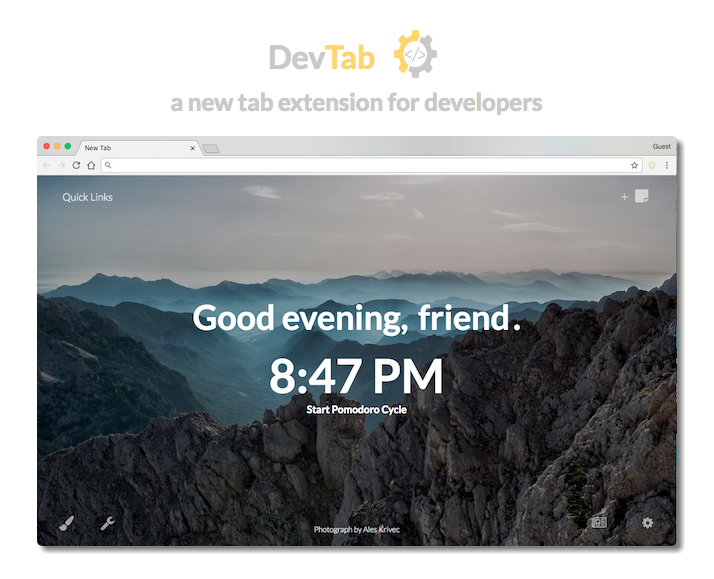 DevTab </>
a new tab extension for developers
New Tab
Guest
Quick Links
Good evening, friend.
8:47 PM
Start Pomodoro Cycle
Photograph by Ales Krivec